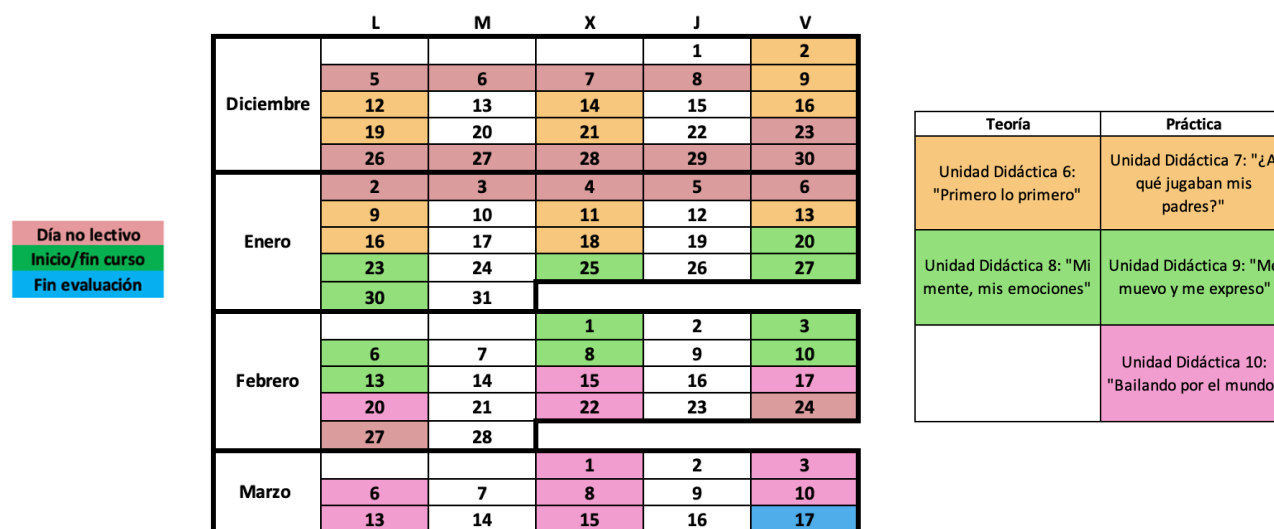 L M X J V
1 2
5 6 7 8 9
Diciembre 12 13 14 15 16
19 20 21 22 23
26 27 28 29 30
2 3 4 5 6
9 10 11 12 13
Enero 16 17 18 19 20
23 24 25 26 27
30 31
1 2 3
6 7 8 9 10
Febrero 13 14 15 16 17
20 21 22 23 24
27 28
1 2 3
Marzo 6 7 8 9 10
13 14 15 16 17
Día no lectivo
Inicio/fin curso
Fin evaluación
Teoría Práctica
Unidad Didáctica 6:
"Primero lo primero"
Unidad Didáctica 7: "¿A
qué jugaban mis
padres?"
Unidad Didáctica 8: "Mi
mente, mis emociones"
Unidad Didáctica 9: "Me
muevo y me expreso"
Unidad Didáctica 10:
"Bailando por el mundo